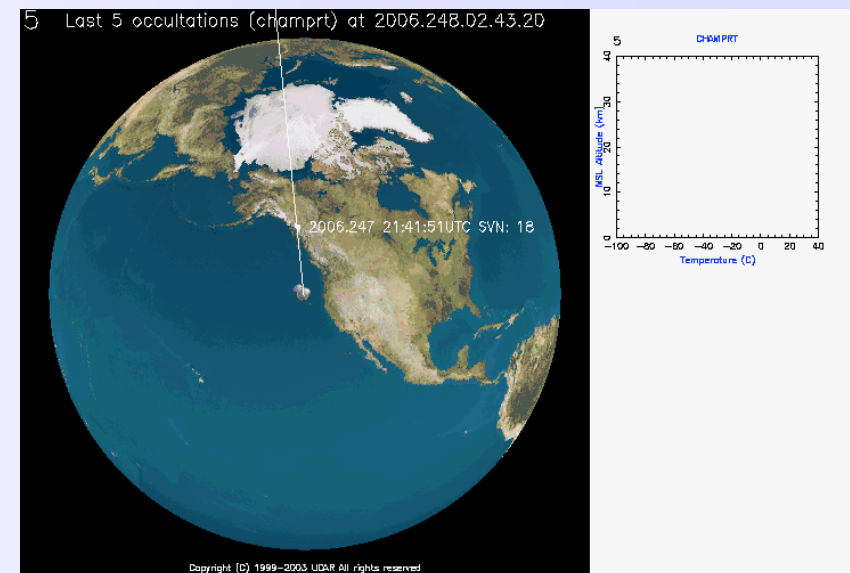 5 Last 5 occultations (champrt) at 2006.248.02.43.20
2006.247 21:41:51UTC SVN: 18
Copyright (C) 1999-2003 UCAR All rights reserved
5 CHAMPRT
MSL Altitude (km)
40
30
20
10
0
-100 -80 -60 -40 -20 0 20 40
Temperature (C)